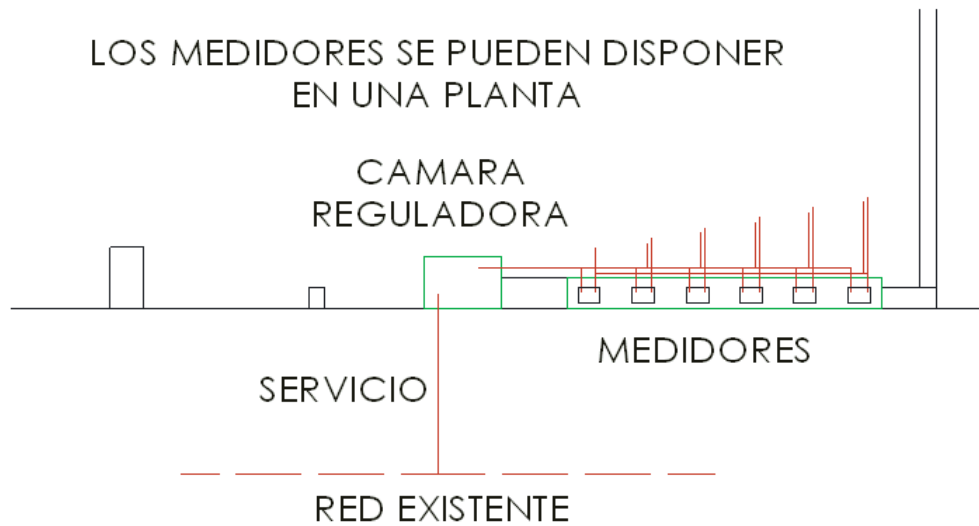 LOS MEDIDORES SE PUEDEN DISPONER
EN UNA PLANTA
CAMARA
REGULADORA
MEDIDORES
SERVICIO
RED EXISTENTE